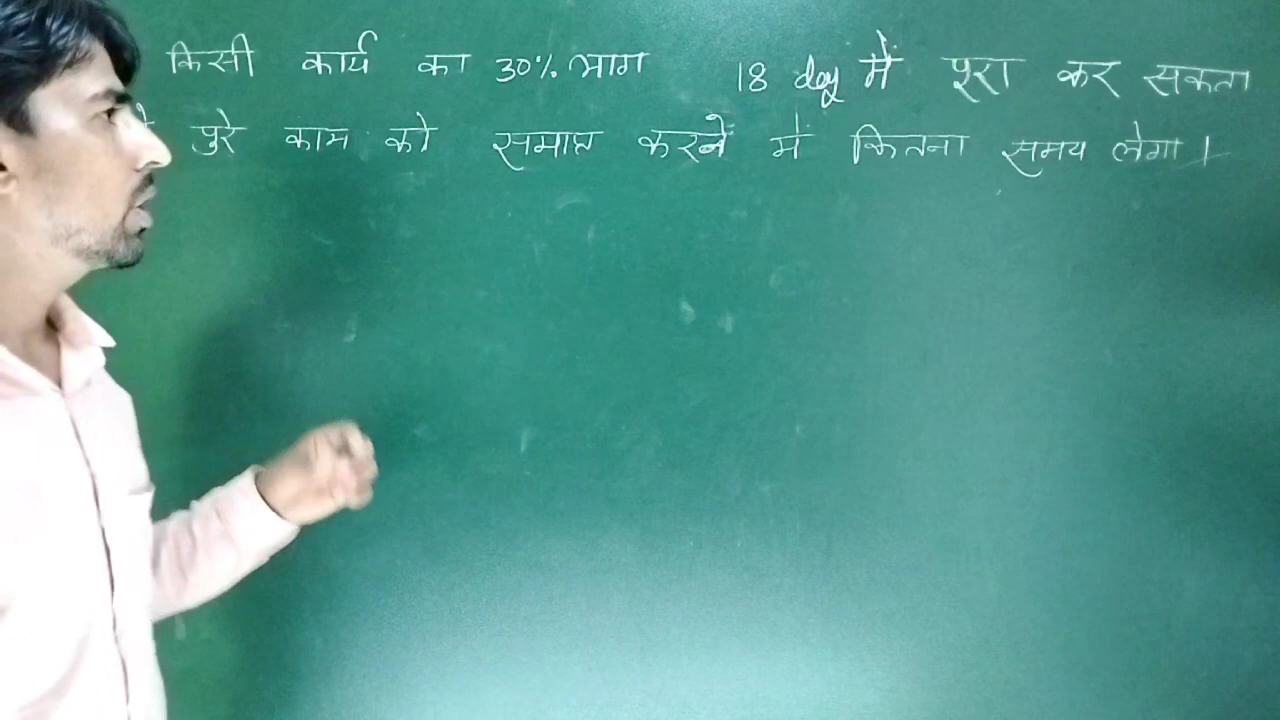 किसी कार्य का 30% भाग 18 day में पूरा कर सकता
पुरे काम को समाप्त करने में कितना समय लेगा।